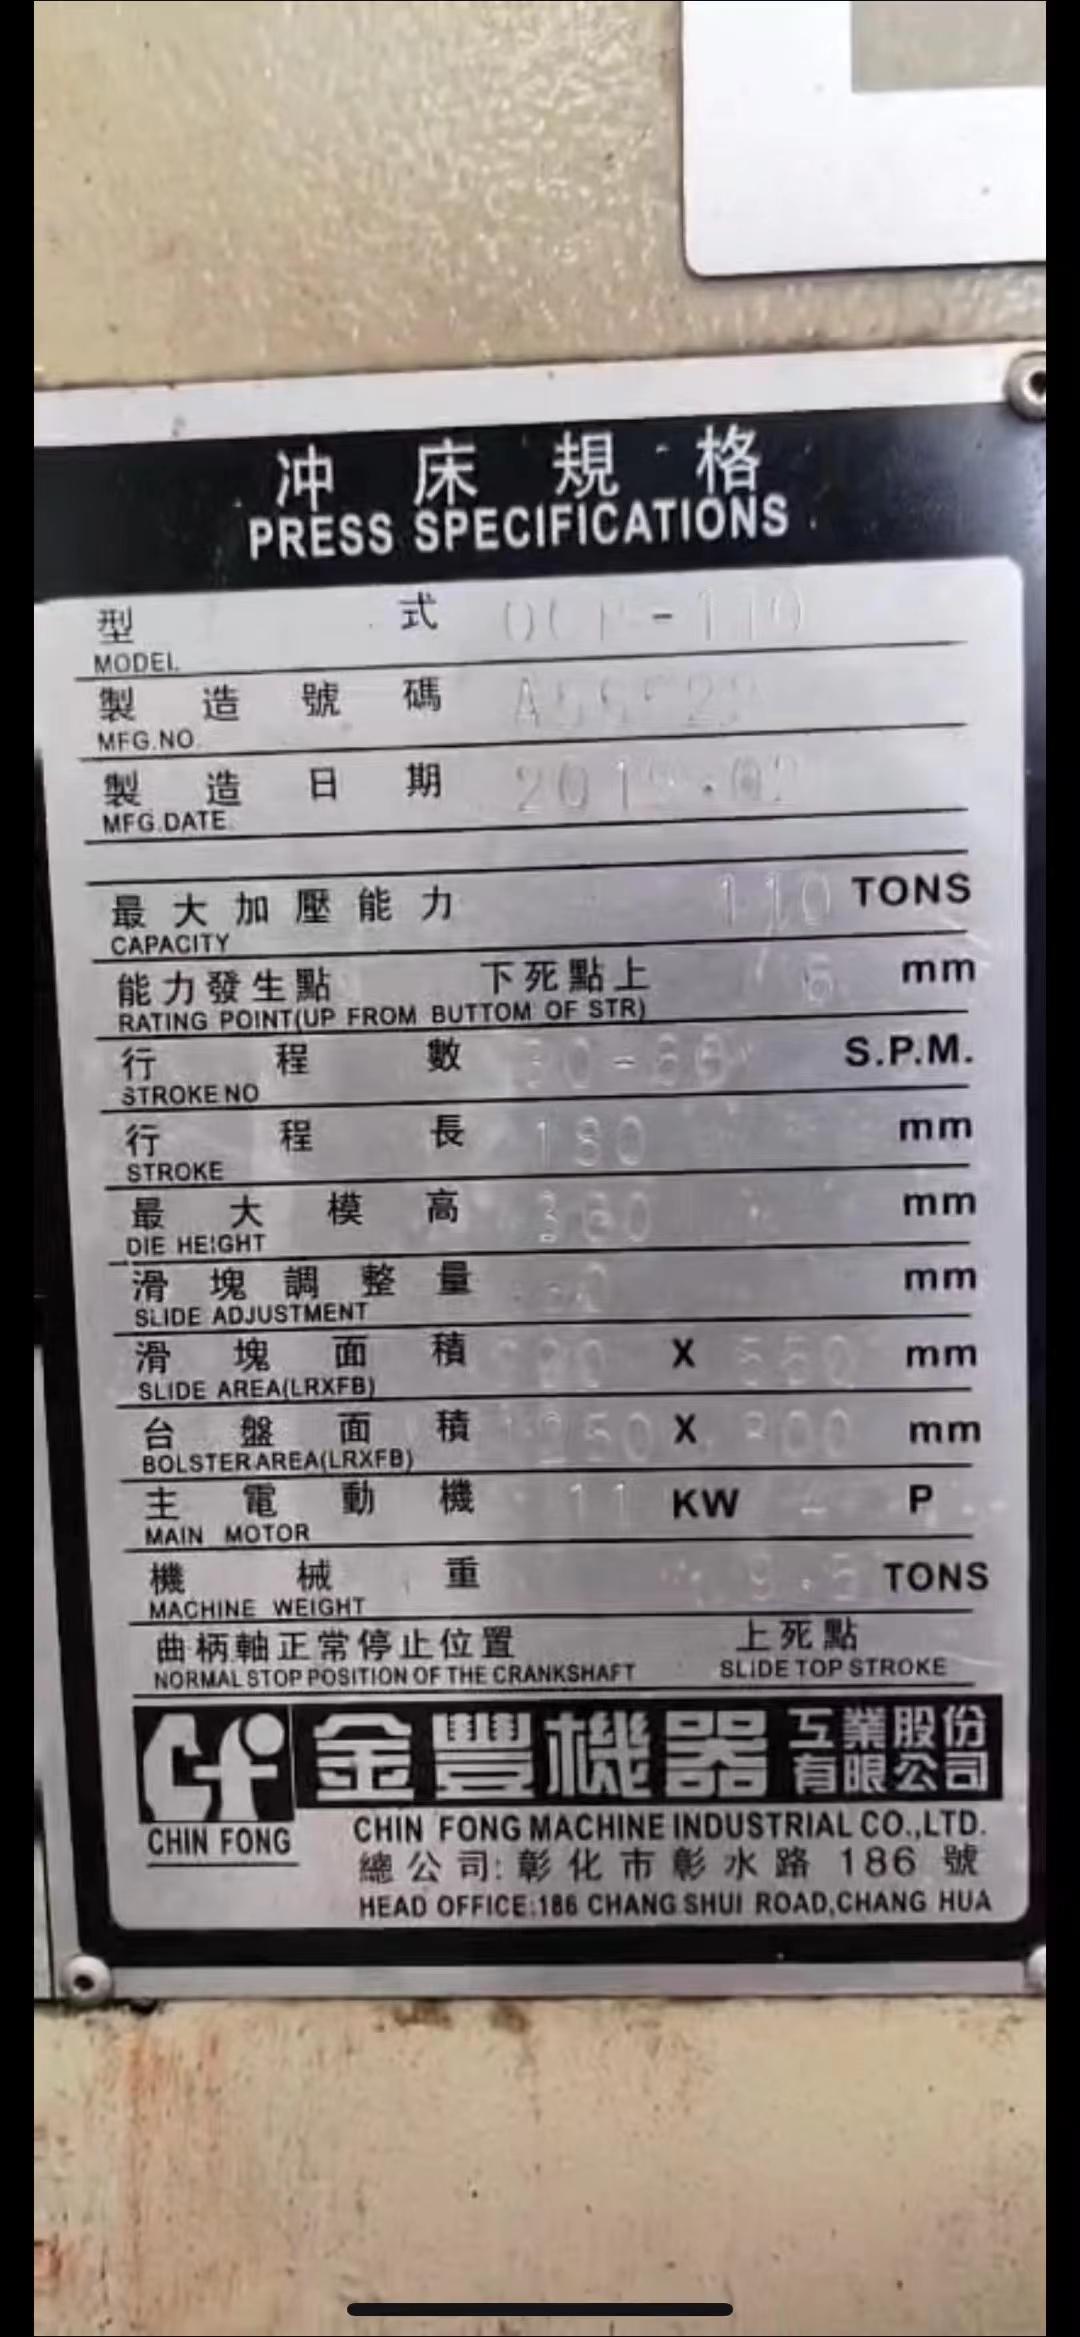 冲床規格
PRESS SPECIFICATIONS
型式
MODEL
製造號碼
MFG.NO.
製造日期
MFG.DATE
最大加壓能力 110 TONS
CAPACITY
能力發生點 下死點上 6 mm
RATING POINT(UP FROM BUTTOM OF STR)
行程數 S.P.M.
STROKE NO
行程長 180 mm
STROKE
最大模高 360 mm
DIE HEIGHT
滑塊調整量 mm
SLIDE ADJUSTMENT
滑塊面積 X mm
SLIDE AREA(LRXFB)
台盤面積 1250 X mm
BOLSTER AREA(LRXFB)
主電動機 11 KW P
MAIN MOTOR
機械重 TONS
MACHINE WEIGHT
曲柄軸正常停止位置 上死點
NORMAL STOP POSITION OF THE CRANKSHAFT SLIDE TOP STROKE
金豐機器工業股份有限公司
CHIN FONG
CHIN FONG MACHINE INDUSTRIAL CO.,LTD.
總公司:彰化市彰水路186號
HEAD OFFICE:186 CHANG SHUI ROAD,CHANG HUA